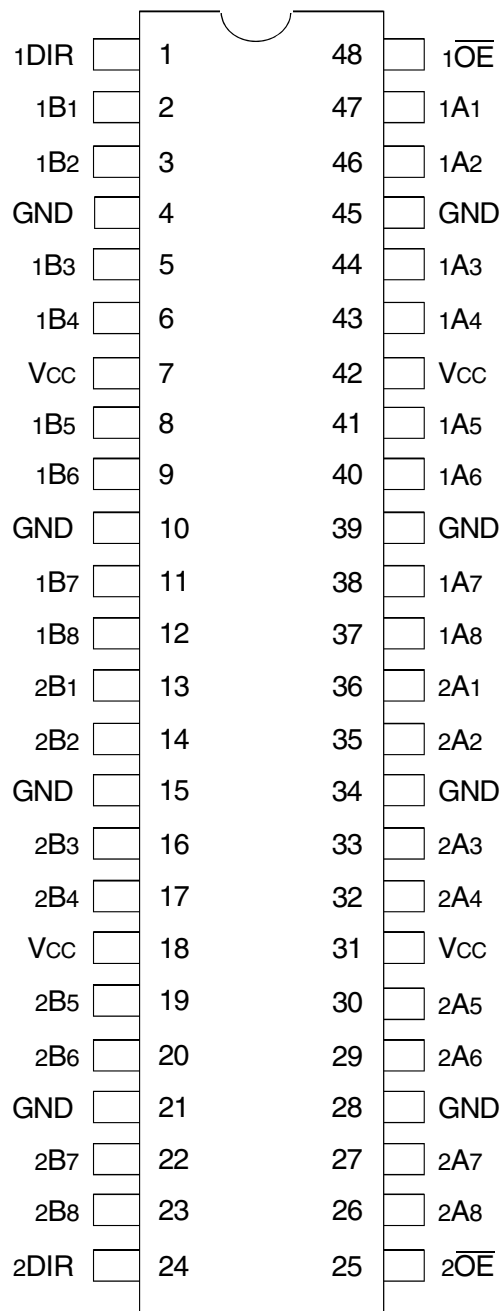 1DIR 1 48 1O̅E̅
1B1 2 47 1A1
1B2 3 46 1A2
GND 4 45 GND
1B3 5 44 1A3
1B4 6 43 1A4
VCC 7 42 VCC
1B5 8 41 1A5
1B6 9 40 1A6
GND 10 39 GND
1B7 11 38 1A7
1B8 12 37 1A8
2B1 13 36 2A1
2B2 14 35 2A2
GND 15 34 GND
2B3 16 33 2A3
2B4 17 32 2A4
VCC 18 31 VCC
2B5 19 30 2A5
2B6 20 29 2A6
GND 21 28 GND
2B7 22 27 2A7
2B8 23 26 2A8
2DIR 24 25 2O̅E̅